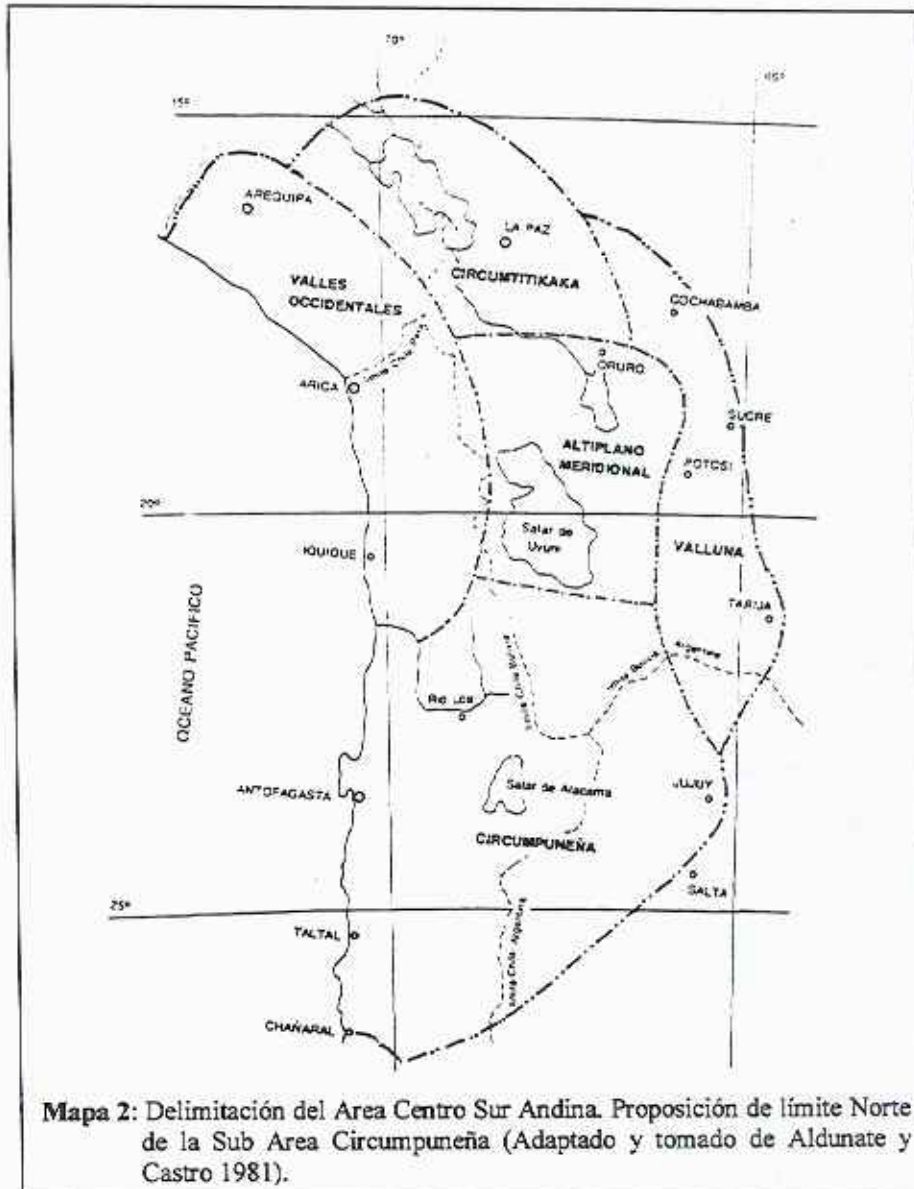 70°
65°
15°
AREQUIPA
LA PAZ
CIRCUMTITIKAKA
VALLES
OCCIDENTALES
COCHABAMBA
ORURO
ARICA
SUCRE
ALTIPLANO
MERIDIONAL
POTOSI
20°
Salar de
Uyuni
VALLUNA
IQUIQUE
TARIJA
OCEANO PACIFICO
Argentina
RIO LOA
Salar de Atacama
ANTOFAGASTA
JUJUY
CIRCUMPUNEÑA
SALTA
25°
TALTAL
Chile-Argentina
CHAÑARAL
Mapa 2: Delimitación del Area Centro Sur Andina. Proposición de límite Norte
de la Sub Area Circumpuneña (Adaptado y tomado de Aldunate y
Castro 1981).